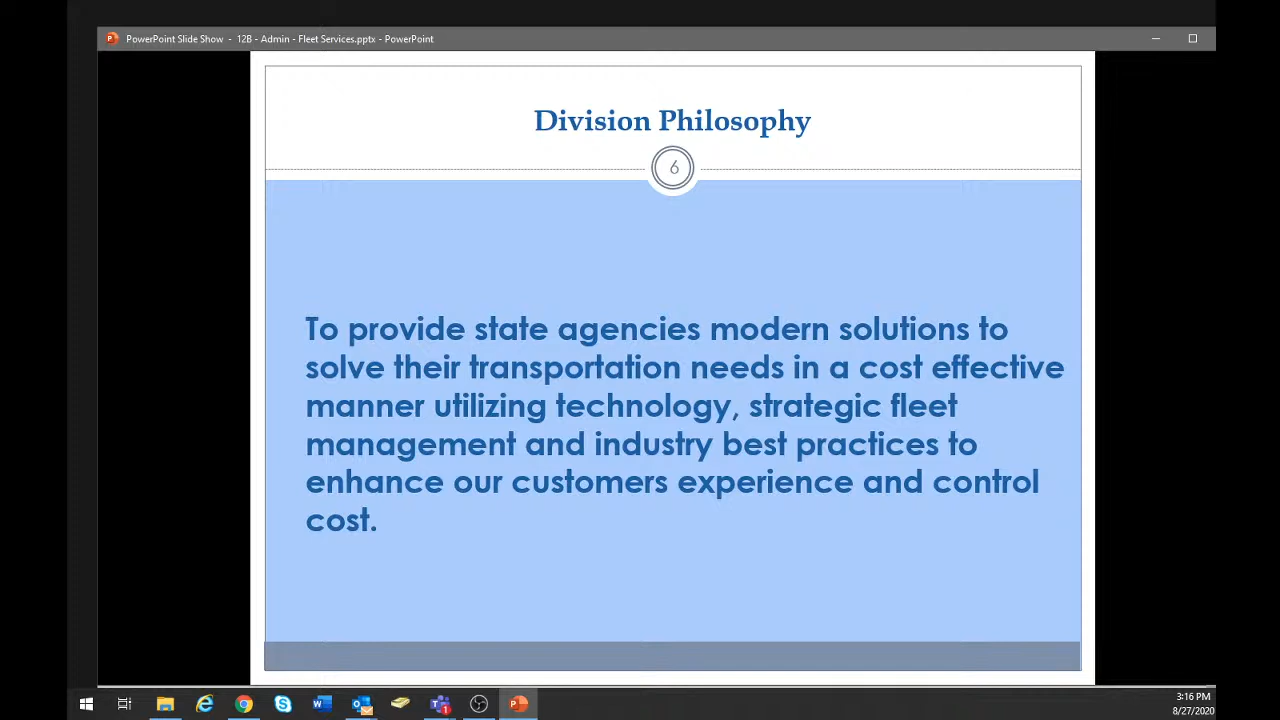 PowerPoint Slide Show - 12B - Admin - Fleet Services.pptx - PowerPoint
Division Philosophy
6
To provide state agencies modern solutions to
solve their transportation needs in a cost effective
manner utilizing technology, strategic fleet
management and industry best practices to
enhance our customers experience and control
cost.
3:16 PM
8/27/2020